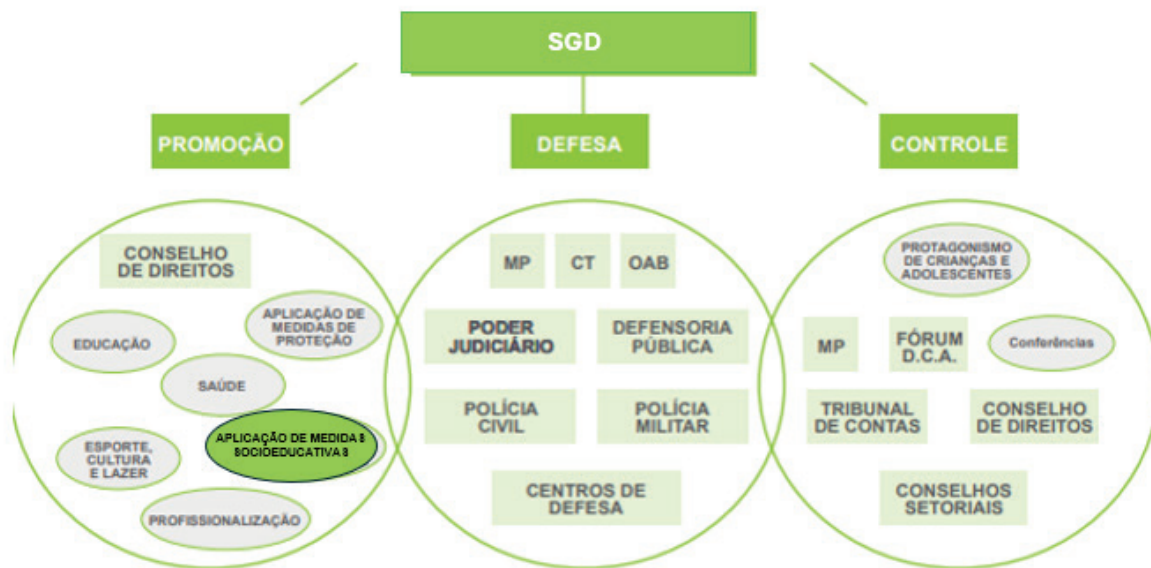 SGD
PROMOÇÃO
DEFESA
CONTROLE
CONSELHO
DE DIREITOS
EDUCAÇÃO
APLICAÇÃO DE
MEDIDAS DE
PROTEÇÃO
SAÚDE
ESPORTE,
CULTURA
E LAZER
APLICAÇÃO DE MEDIDAS
SOCIOEDUCATIVAS
PROFISSIONALIZAÇÃO
MP
CT
OAB
PODER
JUDICIÁRIO
DEFENSORIA
PÚBLICA
POLÍCIA
CIVIL
POLÍCIA
MILITAR
CENTROS DE
DEFESA
PROTAGONISMO
DE CRIANÇAS E
ADOLESCENTES
MP
FÓRUM
D.C.A.
Conferências
TRIBUNAL
DE CONTAS
CONSELHO
DE DIREITOS
CONSELHOS
SETORIAIS